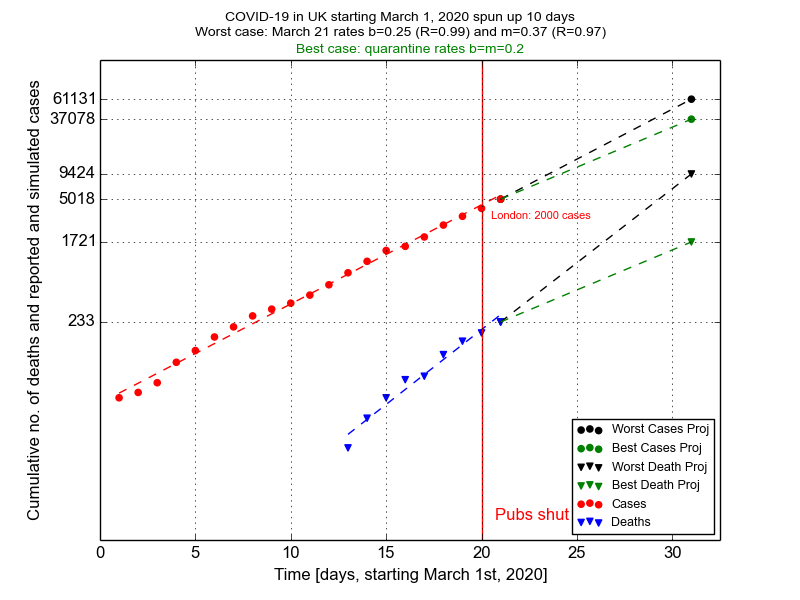 COVID-19 in UK starting March 1, 2020 spun up 10 days
Worst case: March 21 rates b=0.25 (R=0.99) and m=0.37 (R=0.97)
Best case: quarantine rates b=m=0.2
Cumulative no. of deaths and reported and simulated cases
61131
37078
9424
5018
1721
233
London: 2000 cases
Pubs shut
Worst Cases Proj
Best Cases Proj
Worst Death Proj
Best Death Proj
Cases
Deaths
0 5 10 15 20 25 30
Time [days, starting March 1st, 2020]